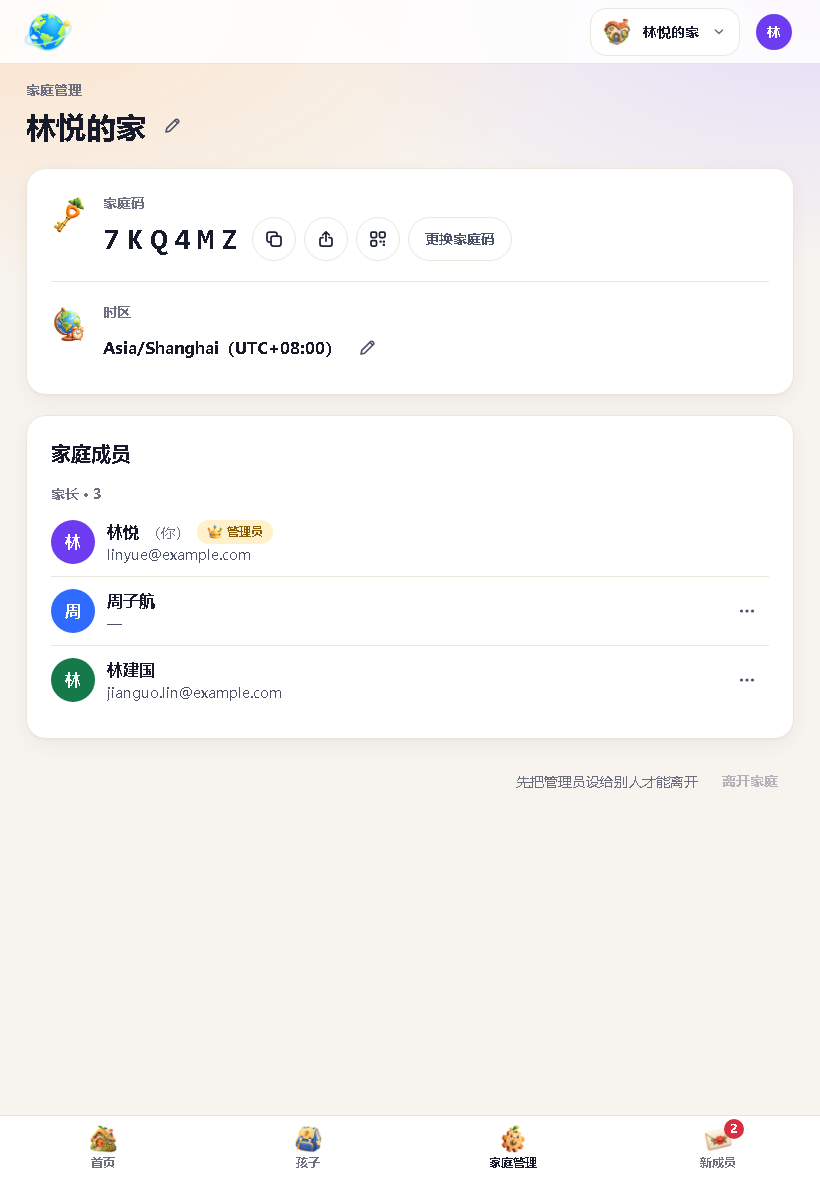 林悦的家
林
家庭管理
林悦的家
家庭码
7KQ4MZ
更换家庭码
时区
Asia/Shanghai（UTC+08:00）
家庭成员
家长 • 3
林
林悦 （你） 管理员
linyue@example.com
周
周子航
—
林
林建国
jianguo.lin@example.com
先把管理员设给别人才能离开 离开家庭
2
首页 孩子 家庭管理 新成员